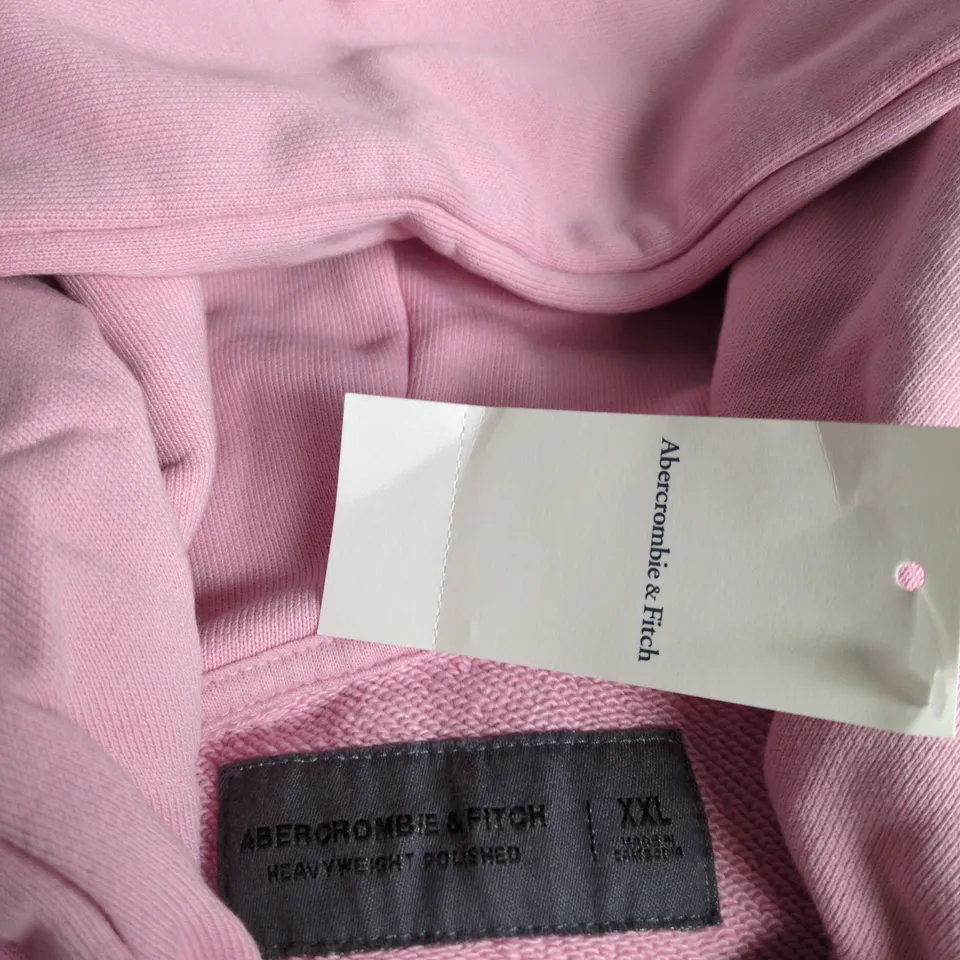 Abercrombie & Fitch
ABERCROMBIE & FITCH
HEAVYWEIGHT POLISHED
XXL
MADE IN
CAMBODIA